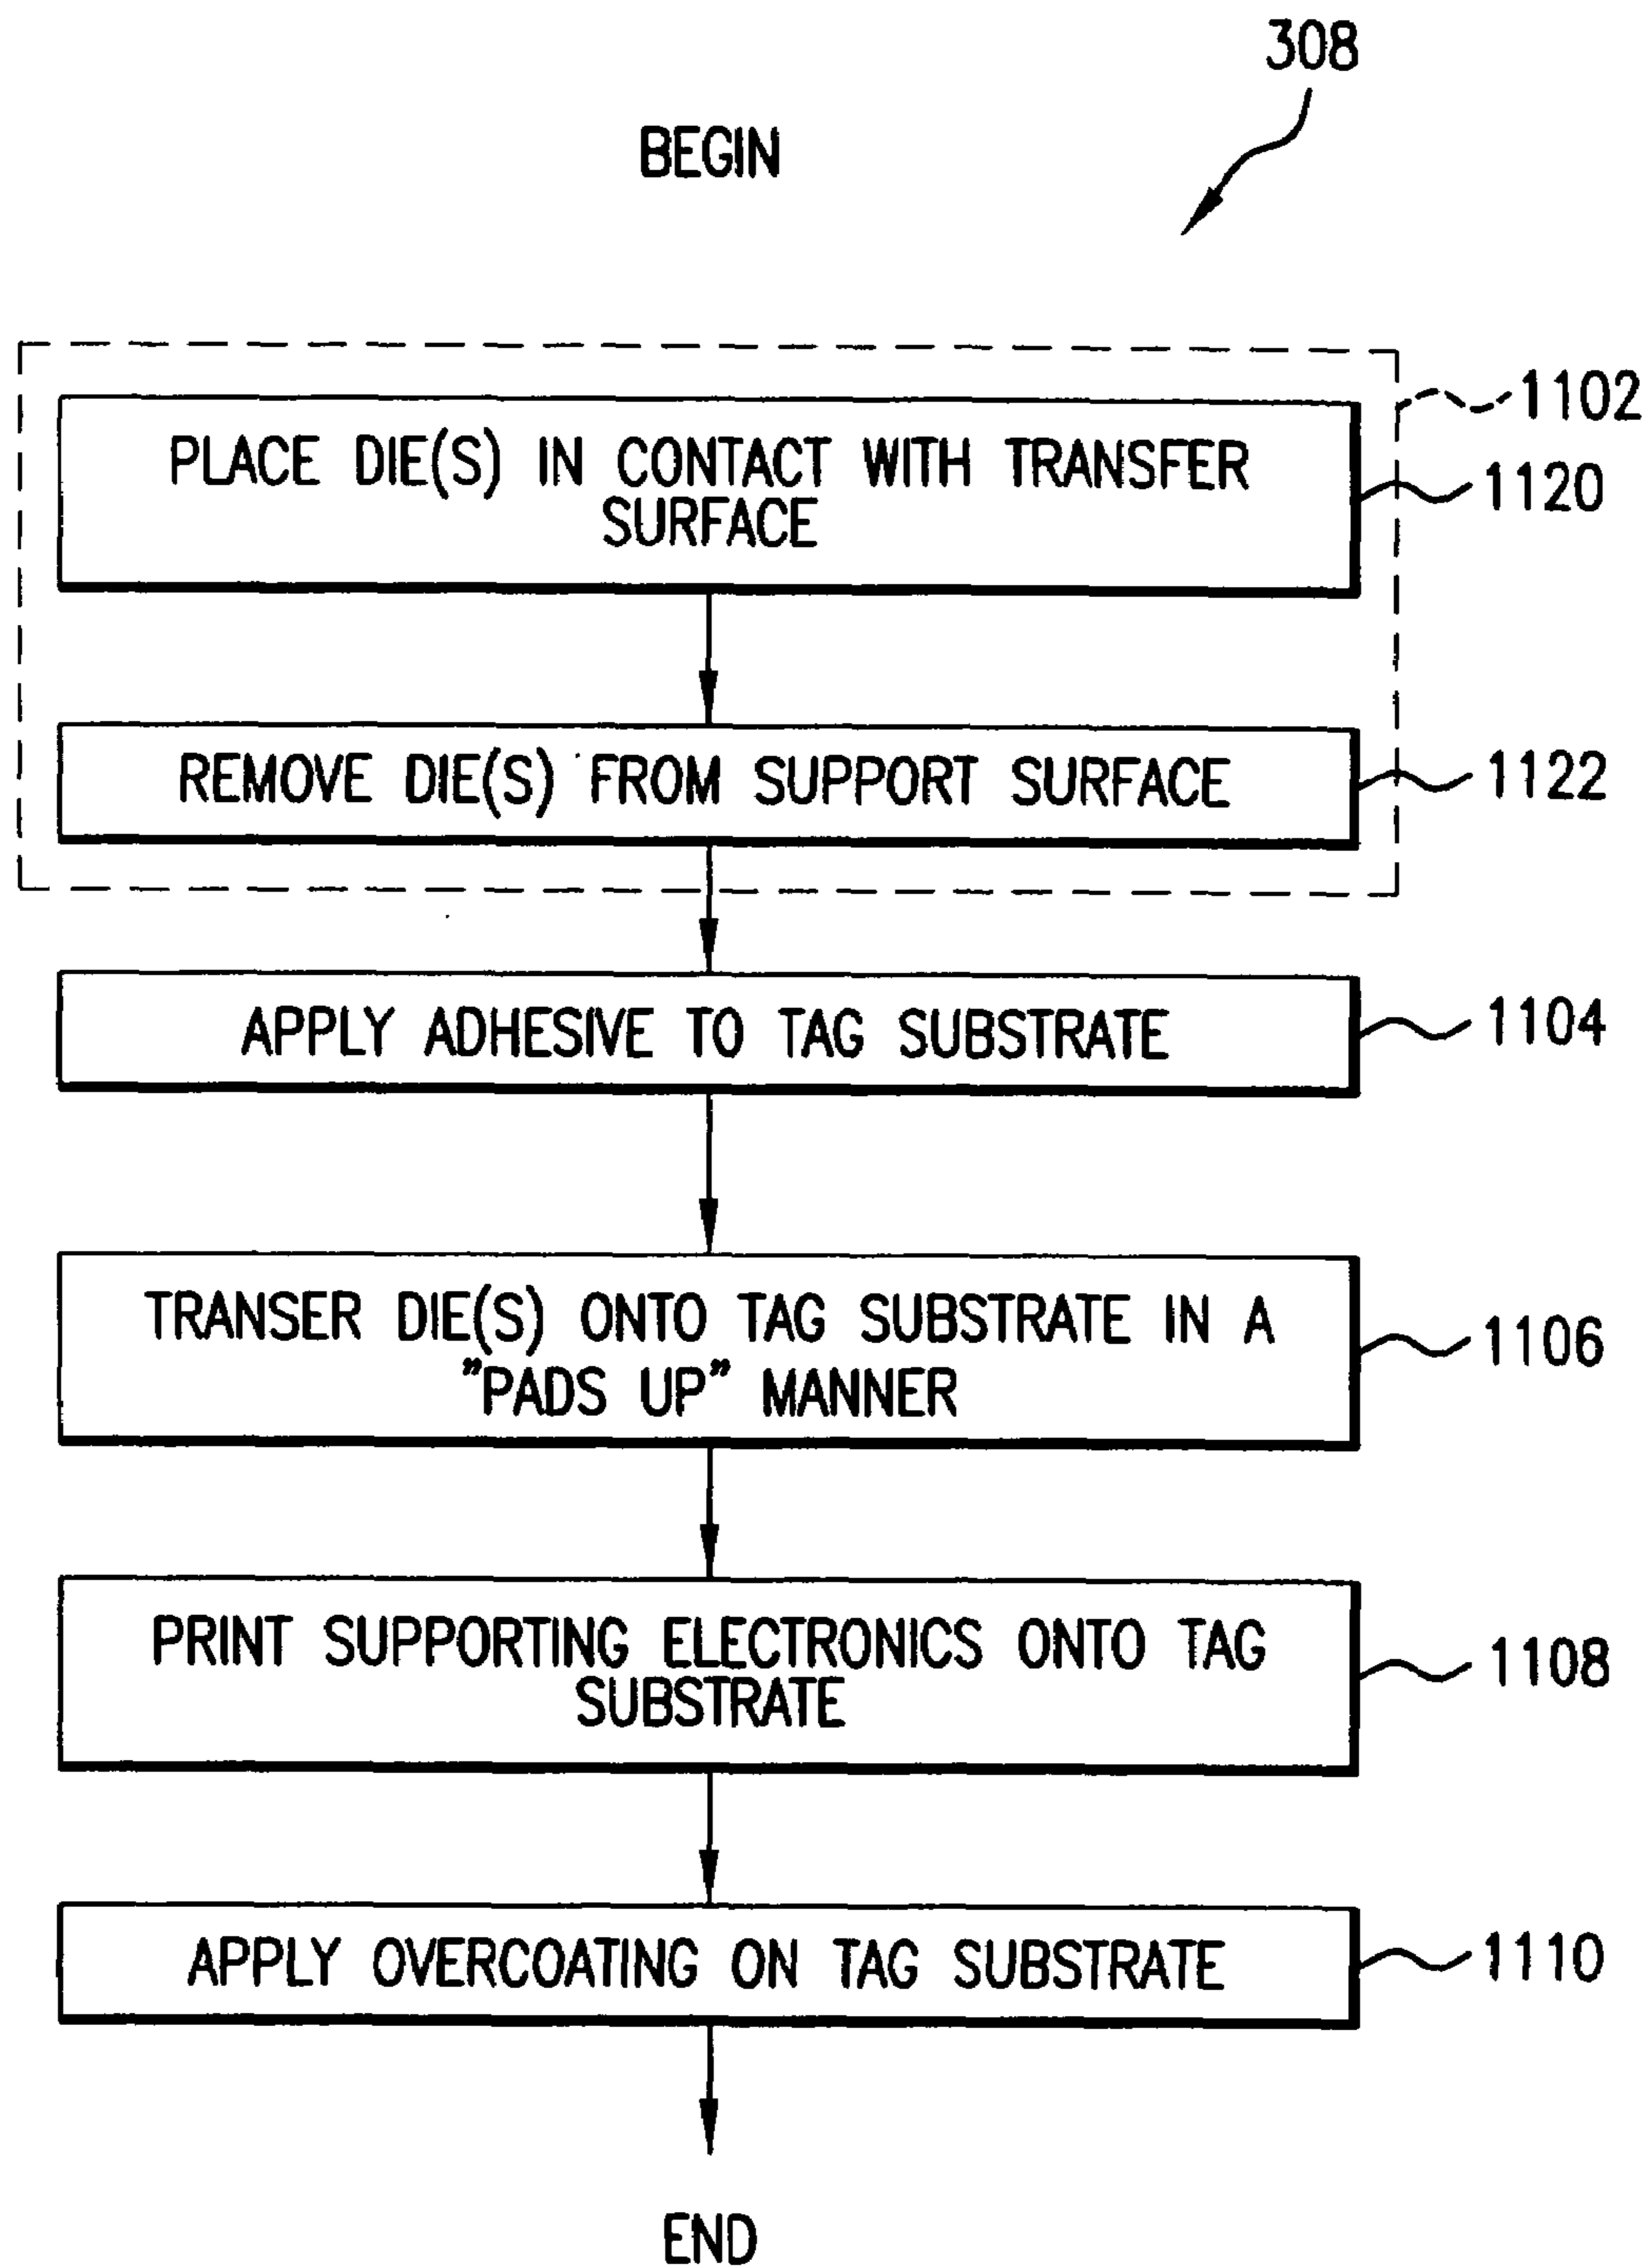 308
BEGIN
1102
PLACE DIE(S) IN CONTACT WITH TRANSFER
SURFACE
1120
REMOVE DIE(S) FROM SUPPORT SURFACE
1122
APPLY ADHESIVE TO TAG SUBSTRATE
1104
TRANSER DIE(S) ONTO TAG SUBSTRATE IN A
"PADS UP" MANNER
1106
PRINT SUPPORTING ELECTRONICS ONTO TAG
SUBSTRATE
1108
APPLY OVERCOATING ON TAG SUBSTRATE
1110
END